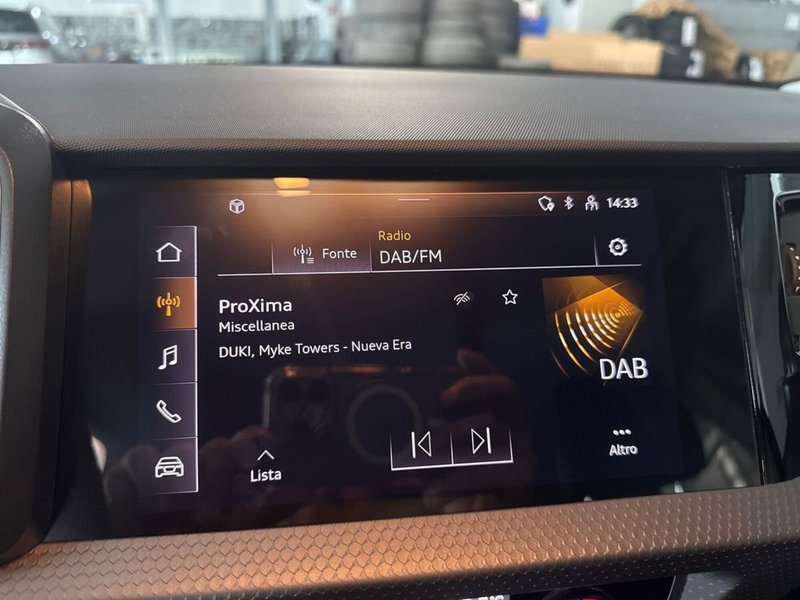 14:33
Radio
Fonte
DAB/FM
ProXima
Miscellanea
DUKI, Myke Towers - Nueva Era
DAB
Lista
Altro